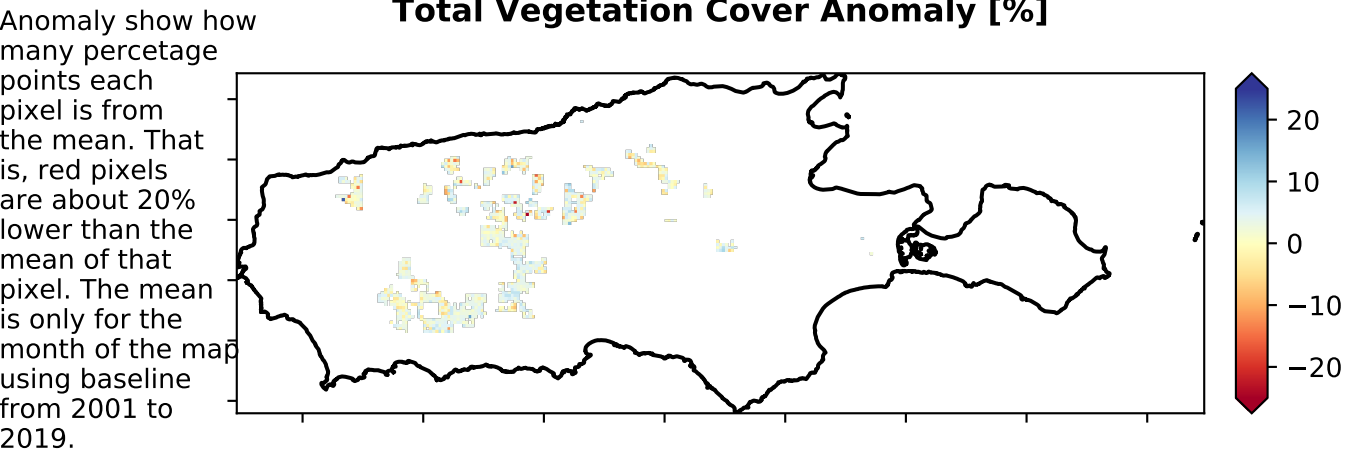 Total Vegetation Cover Anomaly [%]
Anomaly show how
many percetage
points each
pixel is from
the mean. That
is, red pixels
are about 20%
lower than the
mean of that
pixel. The mean
is only for the
month of the map
using baseline
from 2001 to
2019.
20
10
0
−10
−20